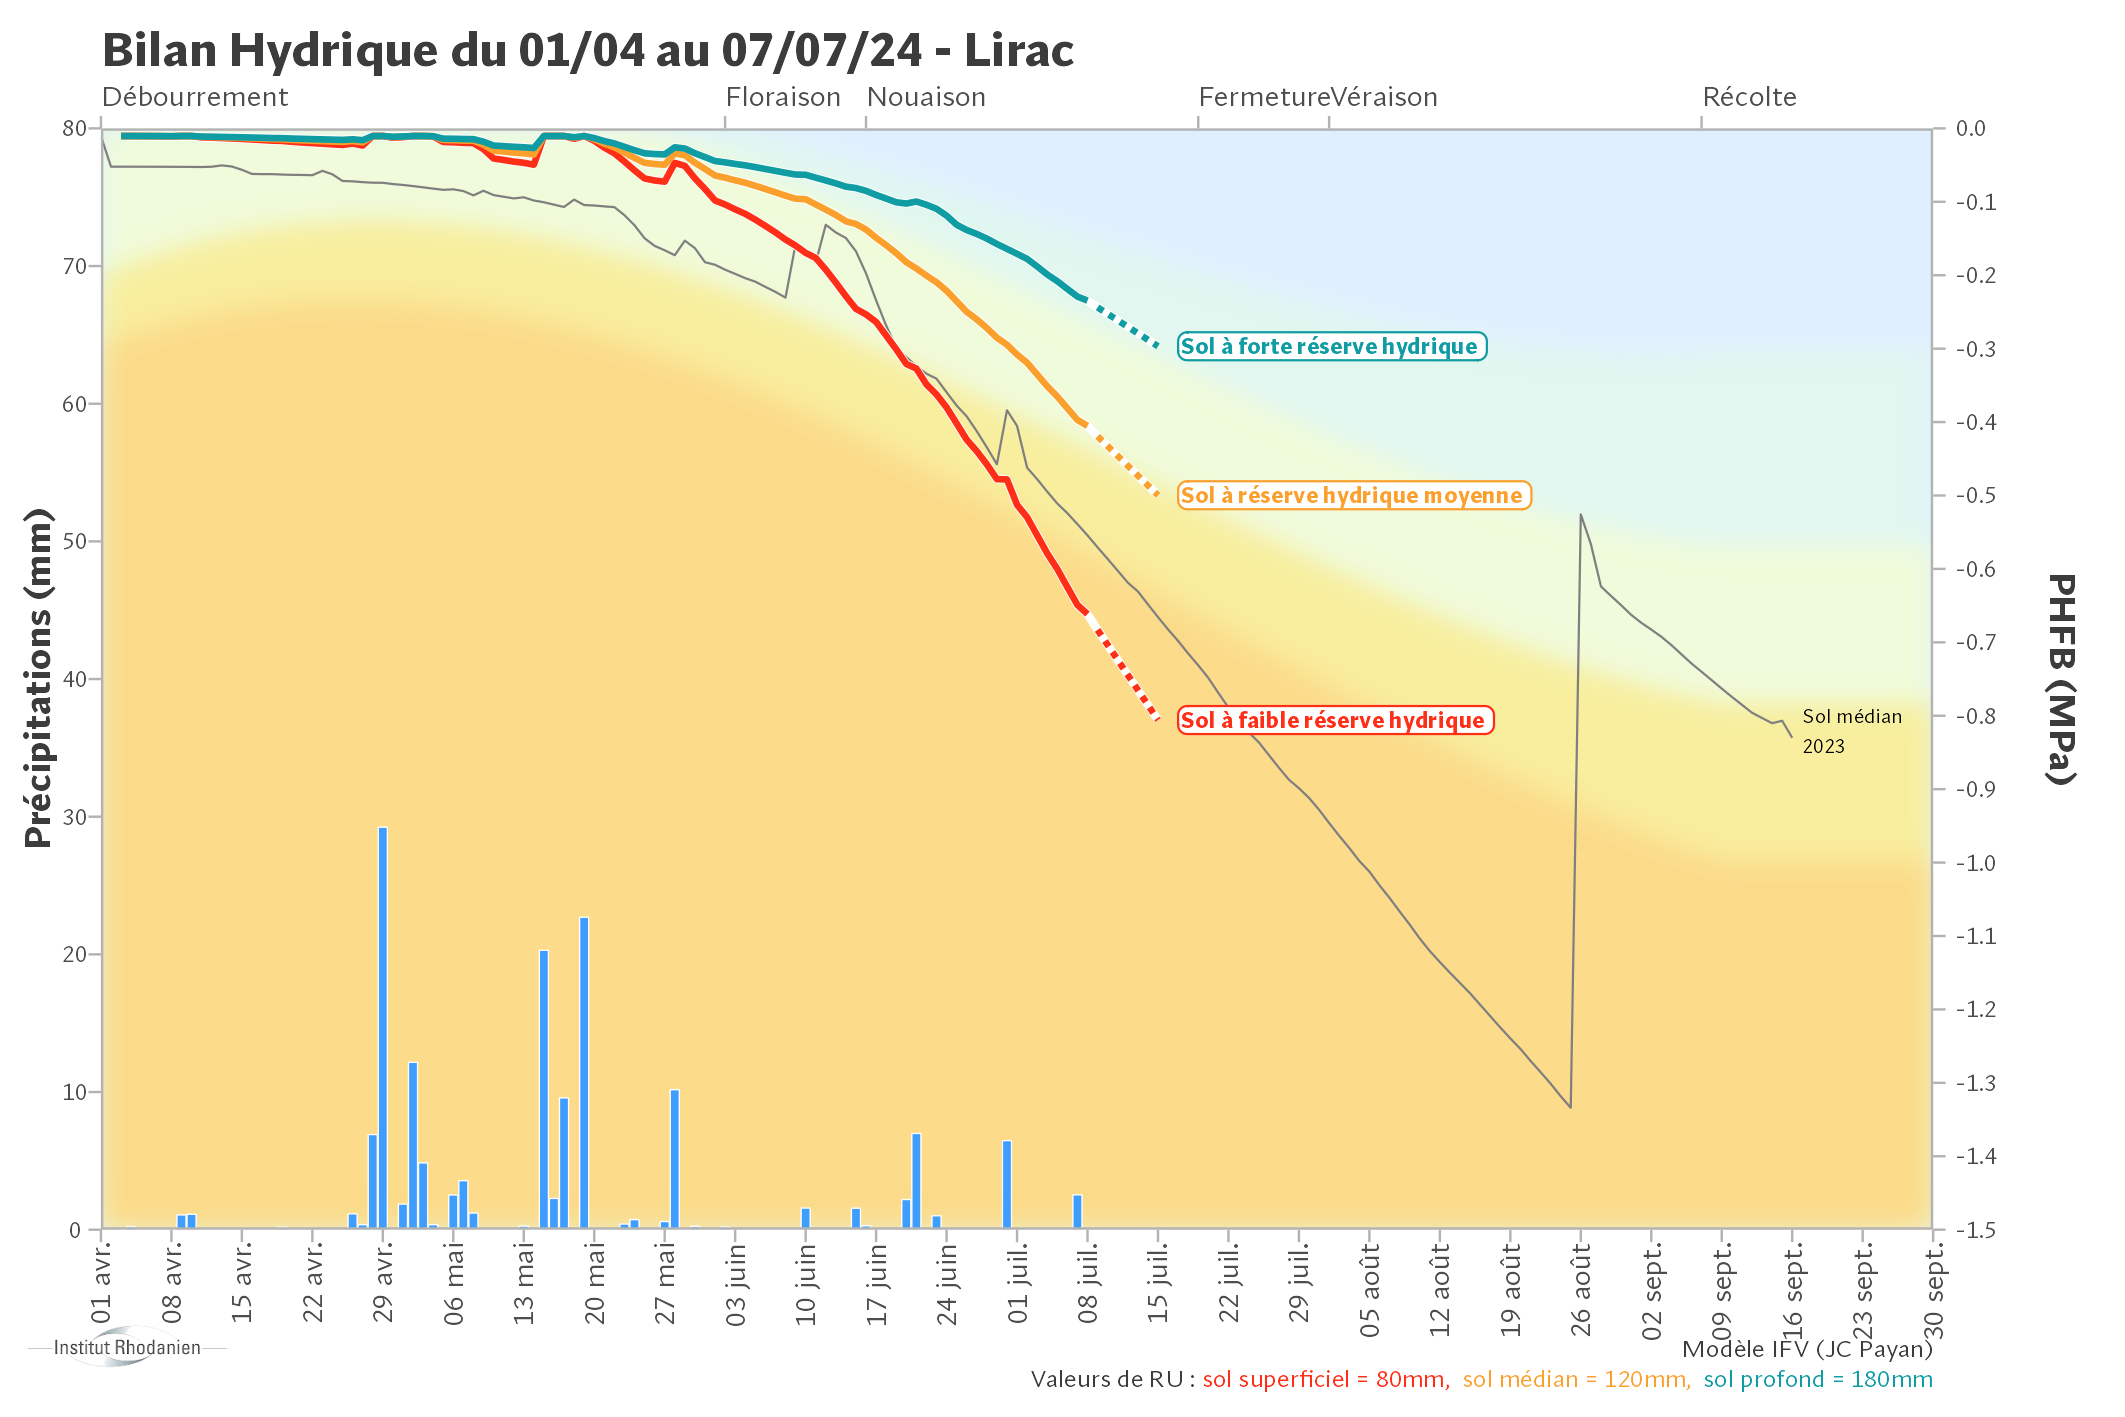 Bilan Hydrique du 01/04 au 07/07/24 - Lirac
Débourrement Floraison Nouaison Fermeture Véraison Récolte
80
70
60
50
40
30
20
10
0
Précipitations (mm)
0.0
-0.1
-0.2
-0.3
-0.4
-0.5
-0.6
-0.7
-0.8
-0.9
-1.0
-1.1
-1.2
-1.3
-1.4
-1.5
PHFB (MPa)
Sol à forte réserve hydrique
Sol à réserve hydrique moyenne
Sol à faible réserve hydrique
Sol médian
2023
01 avr.
08 avr.
15 avr.
22 avr.
29 avr.
06 mai
13 mai
20 mai
27 mai
03 juin
10 juin
17 juin
24 juin
01 juil.
08 juil.
15 juil.
22 juil.
29 juil.
05 août
12 août
19 août
26 août
02 sept.
09 sept.
16 sept.
23 sept.
30 sept.
Institut Rhodanien
Modèle IFV (JC Payan)
Valeurs de RU : sol superficiel = 80mm, sol médian = 120mm, sol profond = 180mm